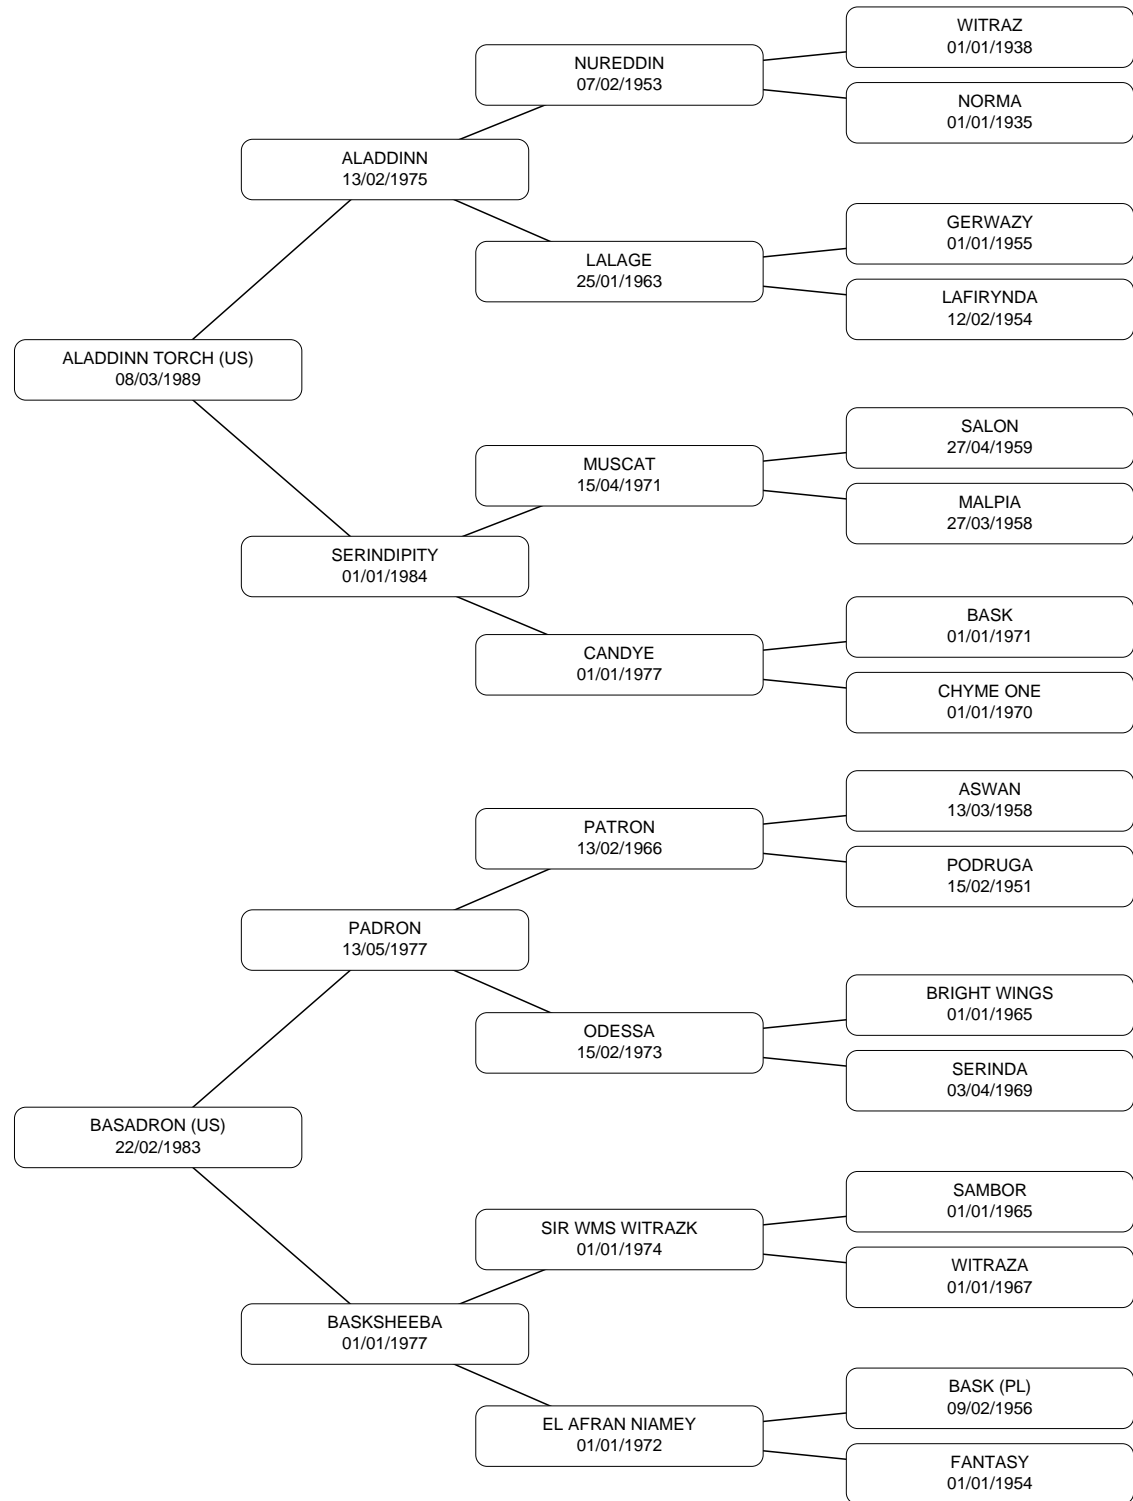 WITRAZ
01/01/1938
NUREDDIN
07/02/1953
NORMA
01/01/1935
ALADDINN
13/02/1975
GERWAZY
01/01/1955
LALAGE
25/01/1963
LAFIRYNDA
12/02/1954
ALADDINN TORCH (US)
08/03/1989
SALON
27/04/1959
MUSCAT
15/04/1971
MALPIA
27/03/1958
SERINDIPITY
01/01/1984
BASK
01/01/1971
CANDYE
01/01/1977
CHYME ONE
01/01/1970
ASWAN
13/03/1958
PATRON
13/02/1966
PODRUGA
15/02/1951
PADRON
13/05/1977
BRIGHT WINGS
01/01/1965
ODESSA
15/02/1973
SERINDA
03/04/1969
BASADRON (US)
22/02/1983
SAMBOR
01/01/1965
SIR WMS WITRAZK
01/01/1974
WITRAZA
01/01/1967
BASKSHEEBA
01/01/1977
BASK (PL)
09/02/1956
EL AFRAN NIAMEY
01/01/1972
FANTASY
01/01/1954